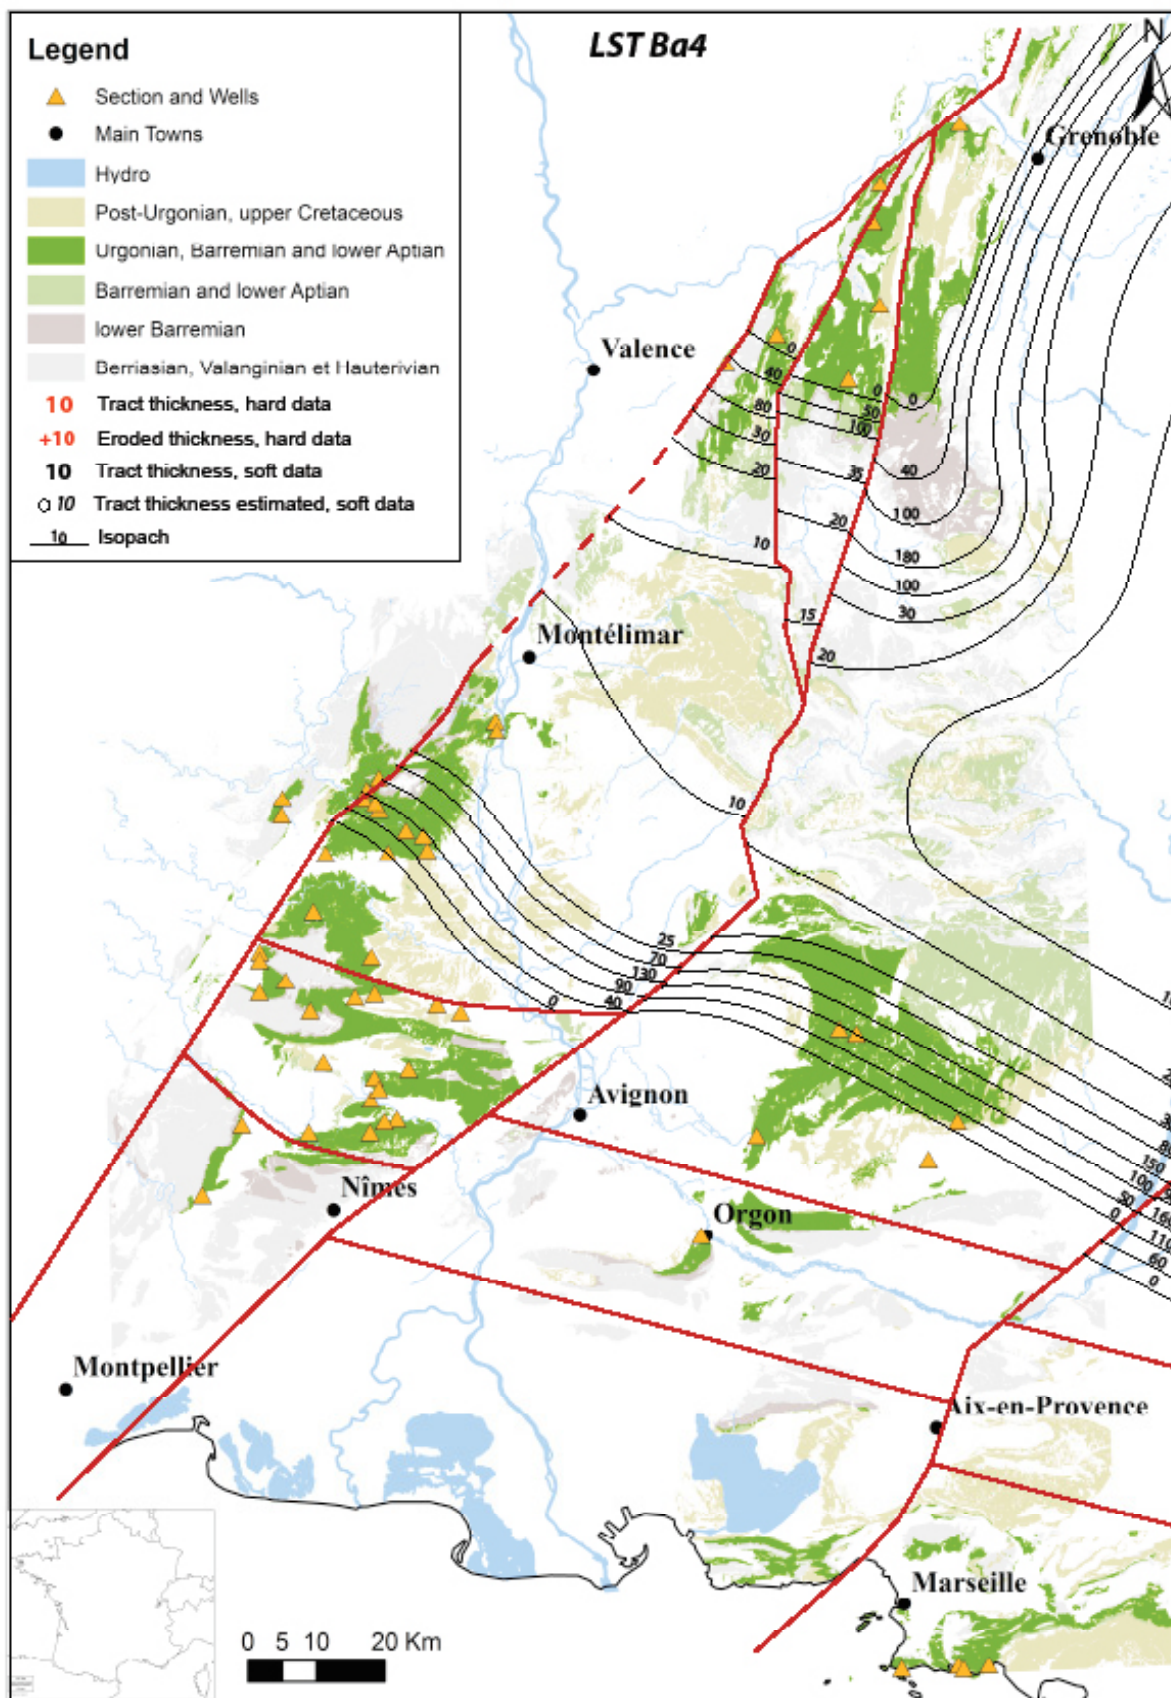 LST Ba4
N
Legend
Section and Wells
Main Towns
Hydro
Post-Urgonian, upper Cretaceous
Urgonian, Barremian and lower Aptian
Barremian and lower Aptian
lower Barremian
Berriasian, Valanginian et Hauterivian
10 Tract thickness, hard data
+10 Eroded thickness, hard data
10 Tract thickness, soft data
10 Tract thickness estimated, soft data
10 Isopach
Grenoble
Valence
0
40
80
30
20
10
0
50
100
35
20
15
0
40
100
180
100
30
20
Montélimar
10
25
70
130
90
40
0
Avignon
Nîmes
Orgon
80
150
100
50
0
160
110
60
0
Montpellier
Aix-en-Provence
Marseille
0 5 10 20 Km